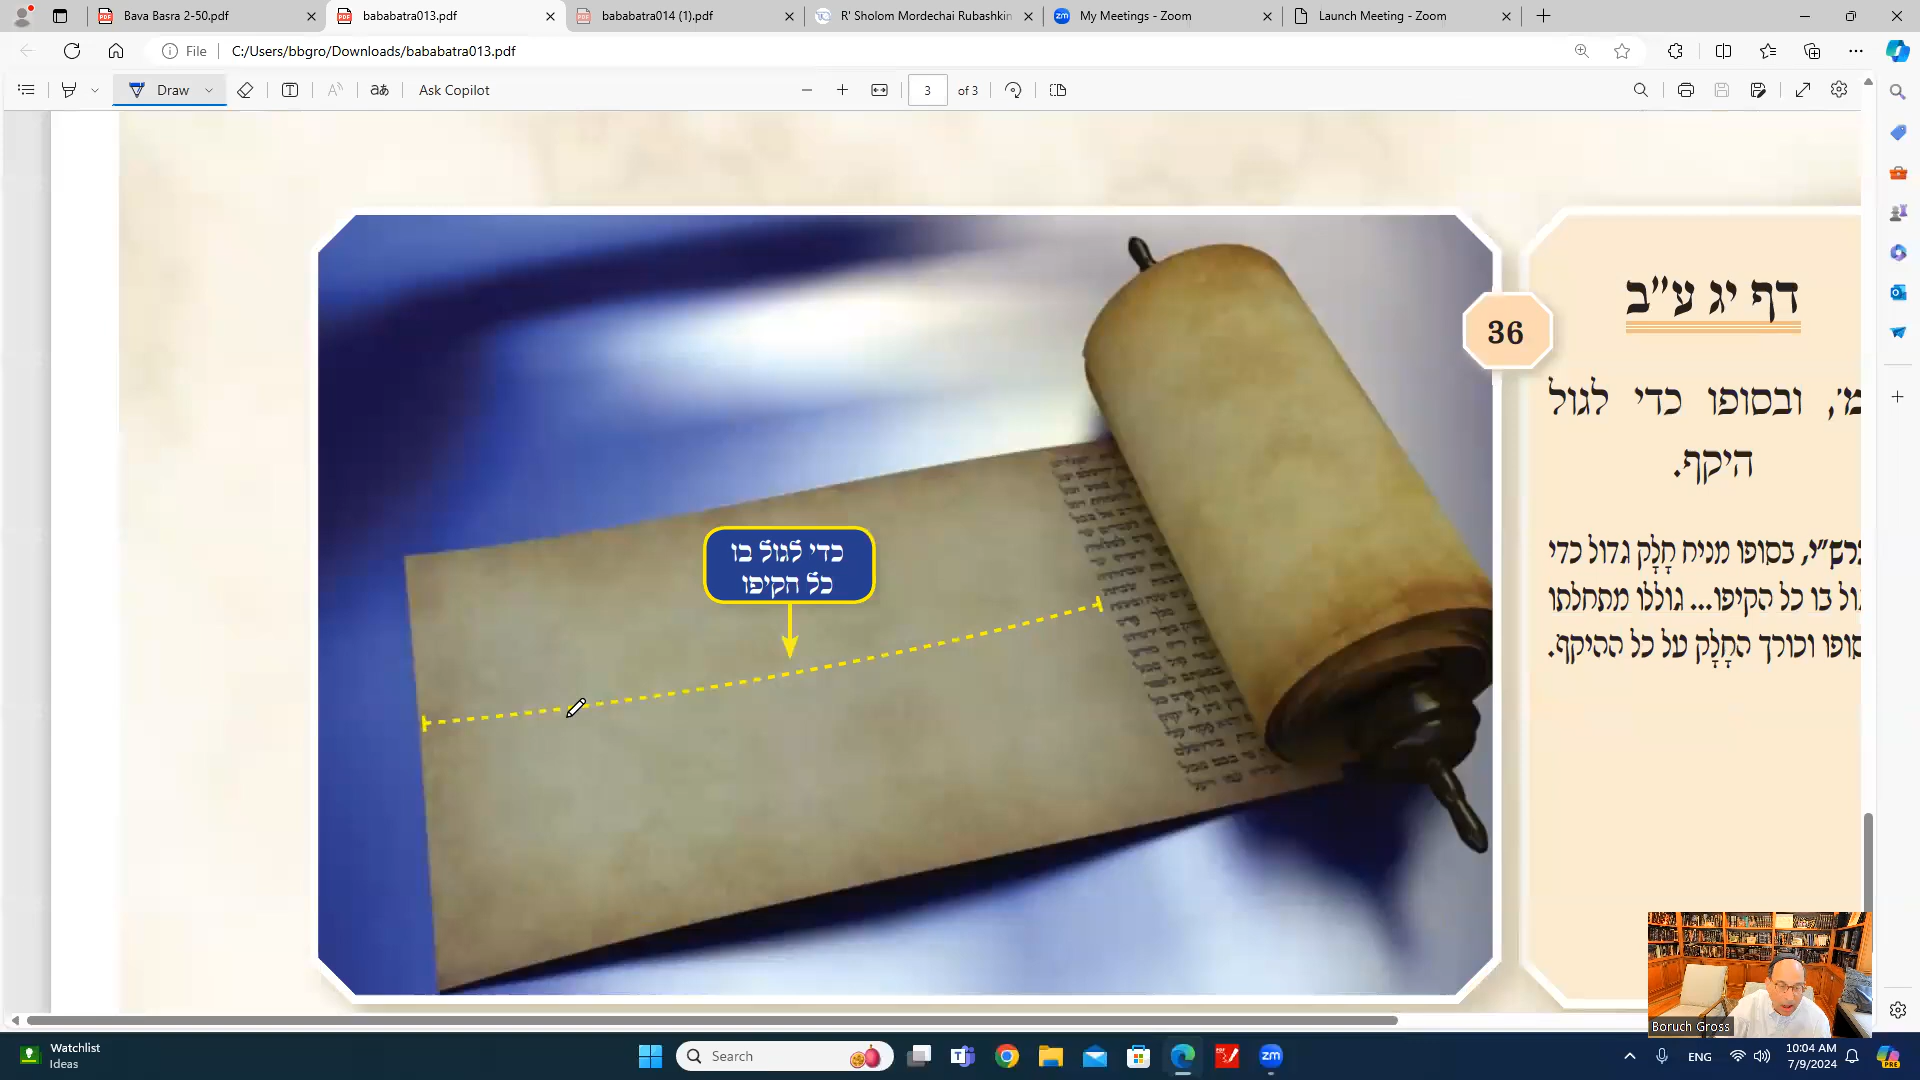 Bava Basra 2-50.pdf
bababatra013.pdf
bababatra014 (1).pdf
R' Sholom Mordechai Rubashkin
My Meetings - Zoom
Launch Meeting - Zoom
File
C:/Users/bbgro/Downloads/bababatra013.pdf
Draw
Ask Copilot
3
of 3
דף יג ע"ב
36
מ', ובסופו כדי לגול
היקף.
כדי לגול בו
כל הקיפו
רש"י, בסופו מניח חָלָק גדול כדי
בו כל הקיפו... גוללו מתחלתו
וכורך החָלָק על כל ההיקף.
Boruch Gross
Watchlist
Ideas
Search
ENG
10:04 AM
7/9/2024